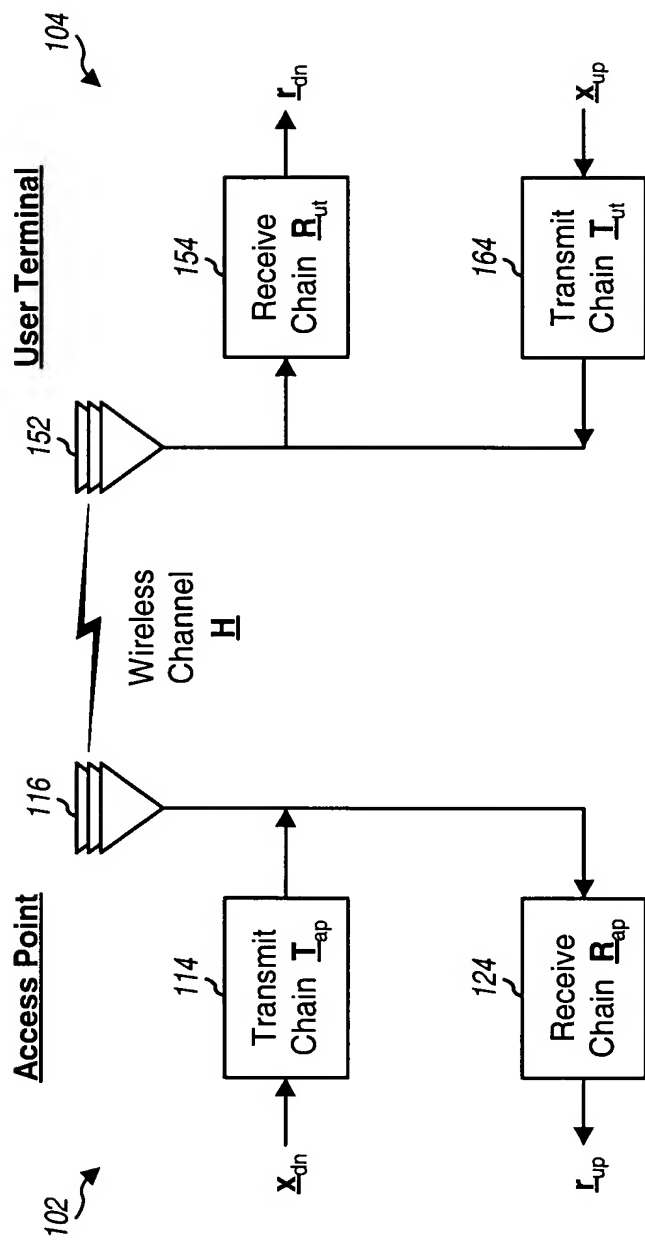 102
Access Point
116
Wireless
Channel
H
152
User Terminal
104
x_dn
114
Transmit
Chain T_ap
154
Receive
Chain R_ut
r_dn
r_up
124
Receive
Chain R_ap
164
Transmit
Chain T_ut
x_up